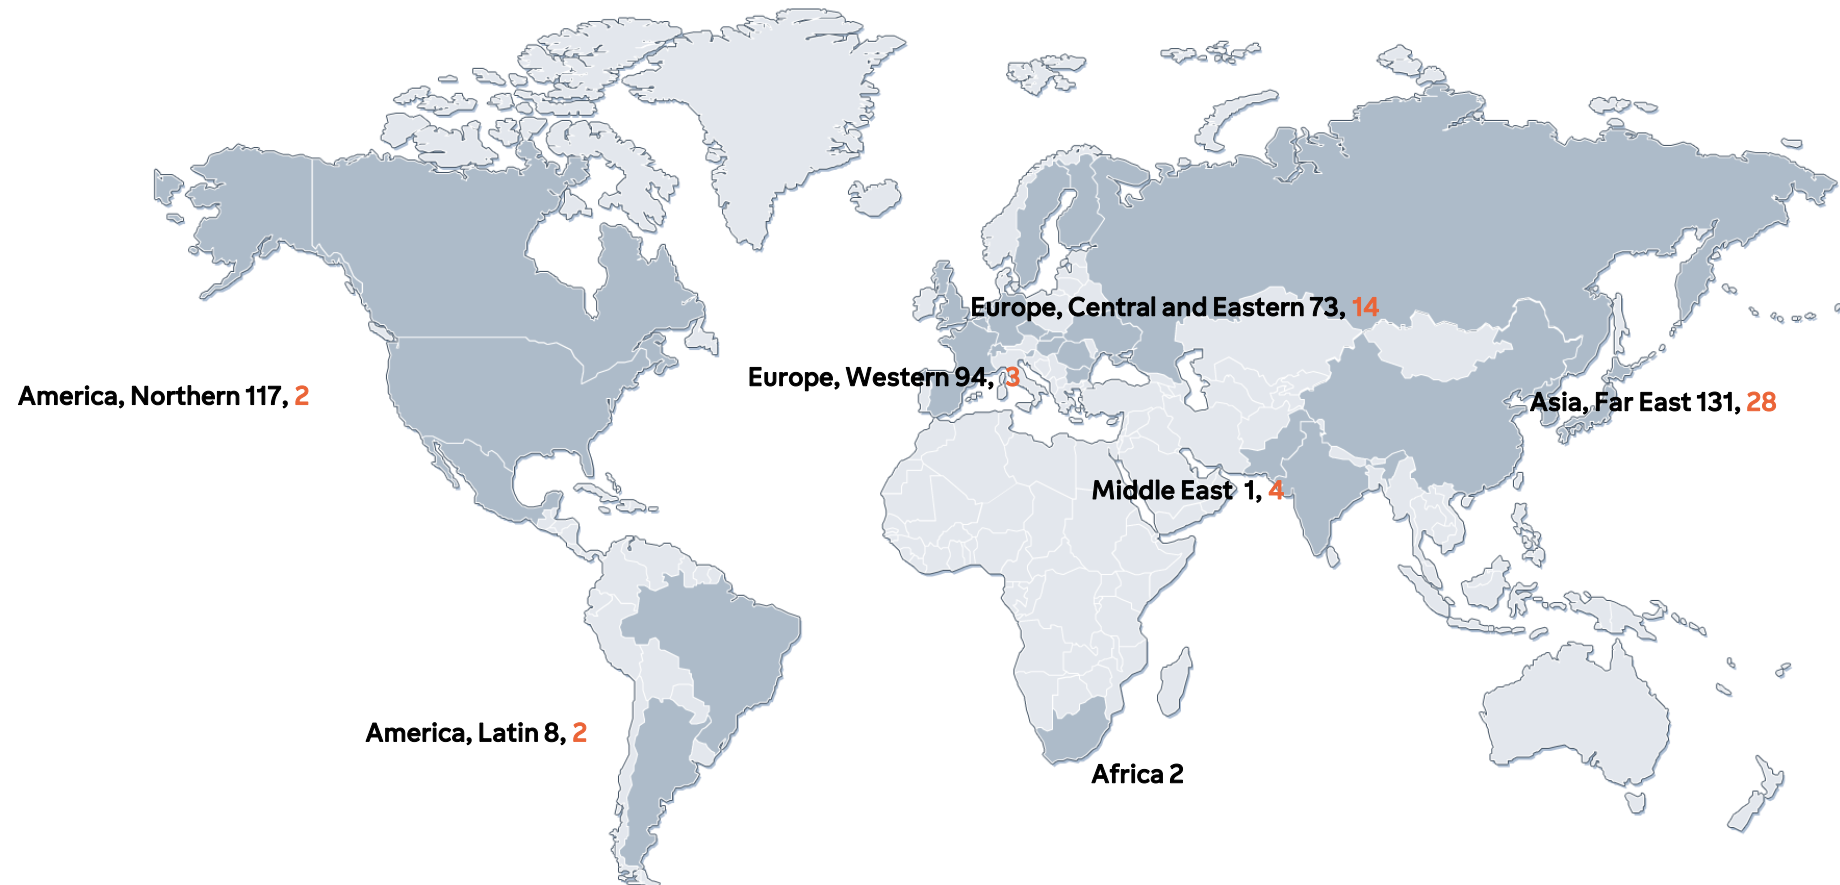 Europe, Central and Eastern 73, 14
Europe, Western 94, 3
America, Northern 117, 2
Asia, Far East 131, 28
Middle East 1, 4
America, Latin 8, 2
Africa 2